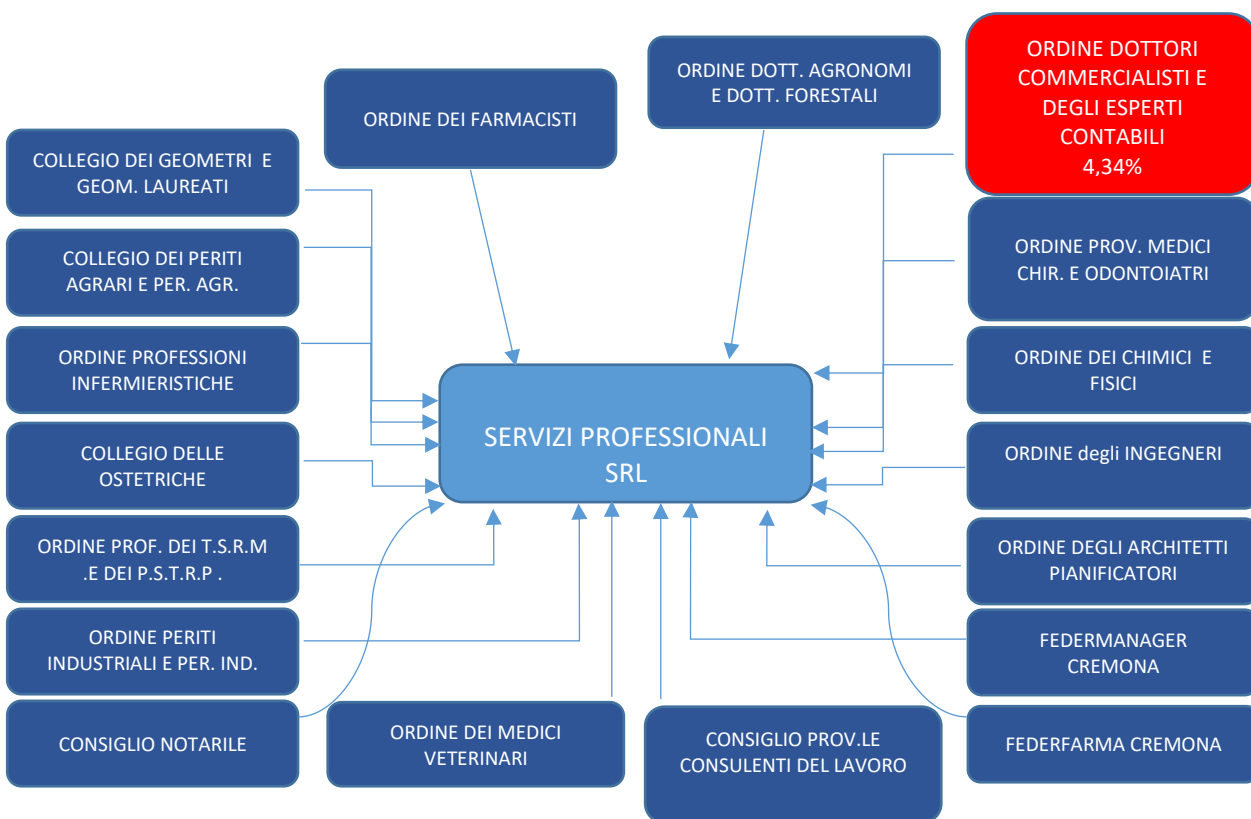 ORDINE DEI FARMACISTI
ORDINE DOTT. AGRONOMI
E DOTT. FORESTALI
ORDINE DOTTORI
COMMERCIALISTI E
DEGLI ESPERTI
CONTABILI
4,34%
COLLEGIO DEI GEOMETRI E
GEOM. LAUREATI
COLLEGIO DEI PERITI
AGRARI E PER. AGR.
ORDINE PROFESSIONI
INFERMIERISTICHE
COLLEGIO DELLE
OSTETRICHE
ORDINE PROF. DEI T.S.R.M
.E DEI P.S.T.R.P .
ORDINE PERITI
INDUSTRIALI E PER. IND.
CONSIGLIO NOTARILE
SERVIZI PROFESSIONALI
SRL
ORDINE PROV. MEDICI
CHIR. E ODONTOIATRI
ORDINE DEI CHIMICI E
FISICI
ORDINE degli INGEGNERI
ORDINE DEGLI ARCHITETTI
PIANIFICATORI
FEDERMANAGER
CREMONA
FEDERFARMA CREMONA
ORDINE DEI MEDICI
VETERINARI
CONSIGLIO PROV.LE
CONSULENTI DEL LAVORO